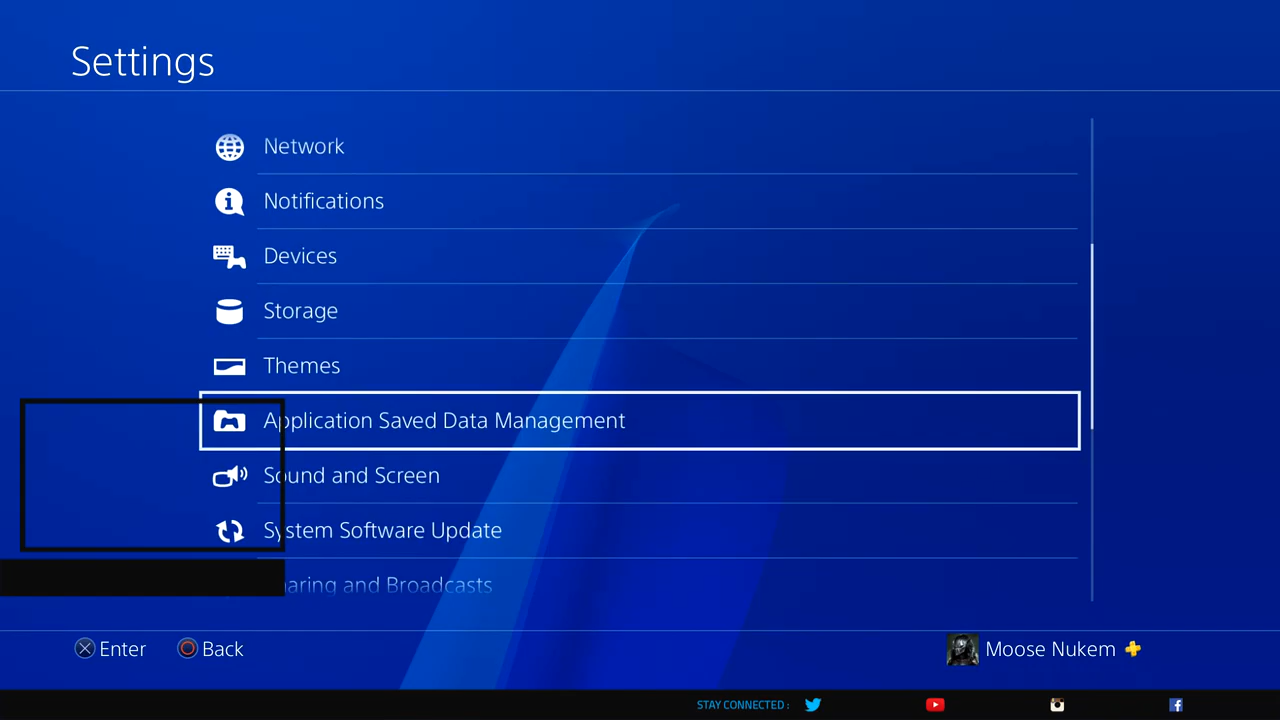 Settings
Network
Notifications
Devices
Storage
Themes
Application Saved Data Management
Sound and Screen
System Software Update
haring and Broadcasts
Enter
Back
Moose Nukem
STAY CONNECTED :